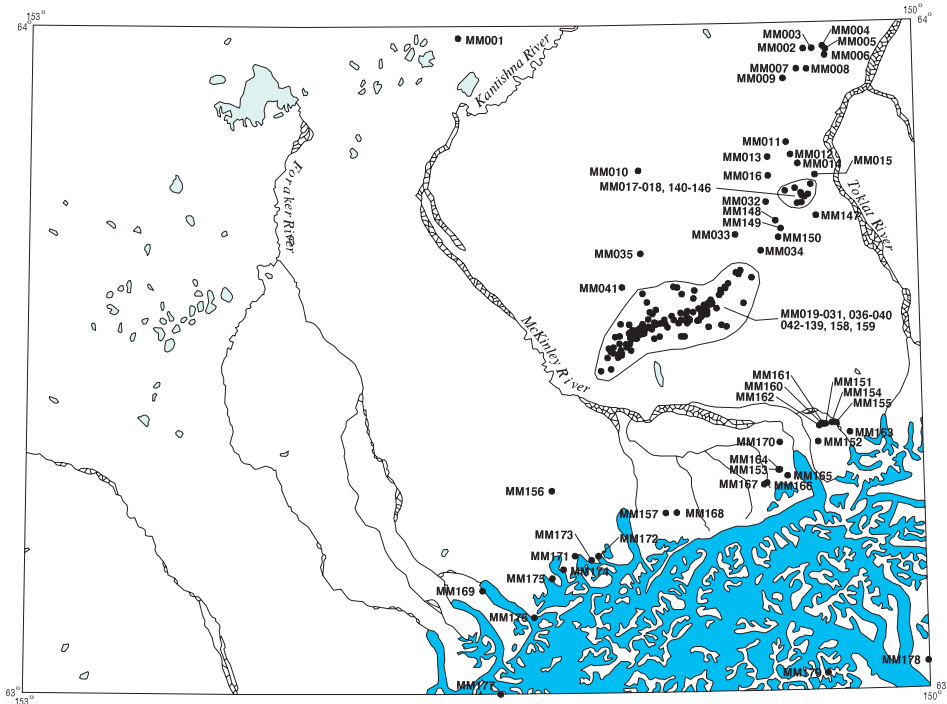 153°
150°
64°
64°
MM001
MM003
MM004
MM002
MM005
MM006
MM007
MM008
MM009
Kantishna River
MM011
MM012
MM013
MM014
MM015
MM010
MM016
MM017-018, 140-146
MM032
MM148
MM147
MM149
MM033
MM150
MM034
MM035
Foraker River
Toklat River
MM041
MM019-031, 036-040
042-139, 158, 159
McKinley River
MM161
MM160
MM162
MM151
MM154
MM155
MM163
MM152
MM170
MM164
MM153
MM165
MM167
MM166
MM156
MM157
MM168
MM173
MM172
MM171
MM174
MM175
MM169
MM176
MM178
MM179
MM177
63°
63
153°
150°